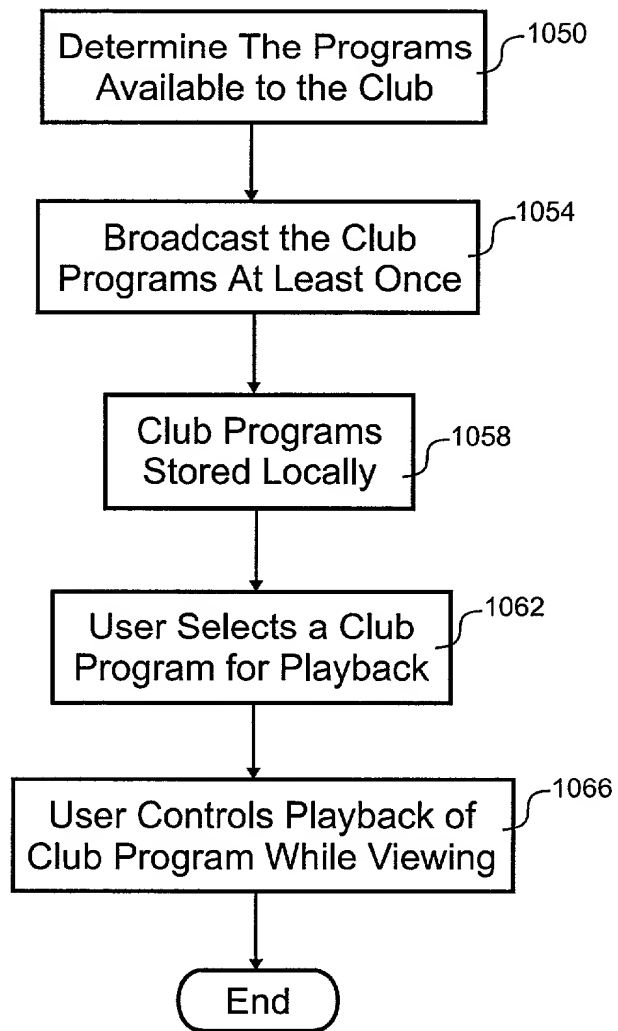 Determine The Programs
Available to the Club
1050
Broadcast the Club
Programs At Least Once
1054
Club Programs
Stored Locally
1058
User Selects a Club
Program for Playback
1062
User Controls Playback of
Club Program While Viewing
1066
End